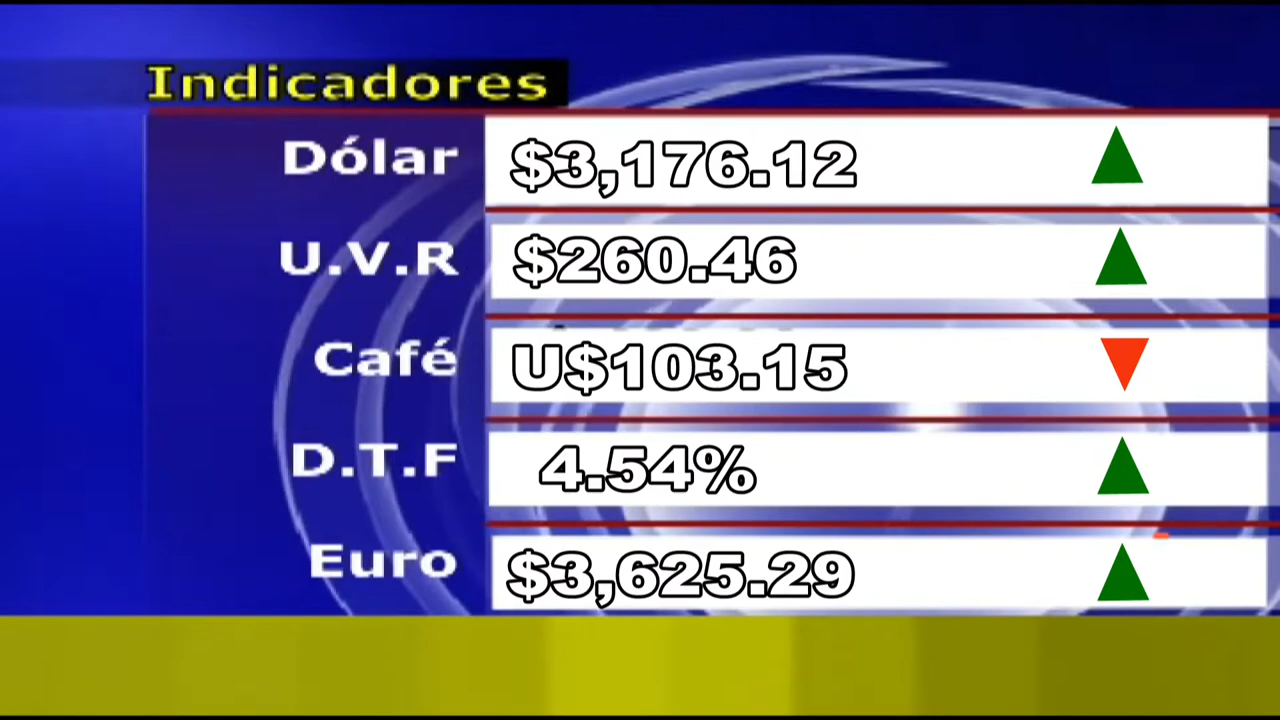 Indicadores
Dólar $3,176.12
U.V.R $260.46
Café U$103.15
D.T.F 4.54%
Euro $3,625.29